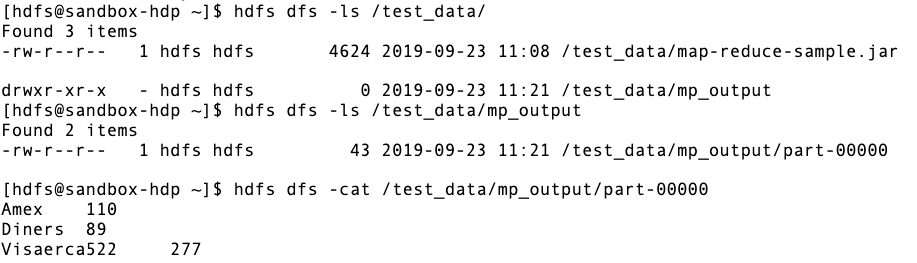 [hdfs@sandbox-hdp ~]$ hdfs dfs -ls /test_data/
Found 3 items
-rw-r--r--   1 hdfs hdfs       4624 2019-09-23 11:08 /test_data/map-reduce-sample.jar
drwxr-xr-x   - hdfs hdfs          0 2019-09-23 11:21 /test_data/mp_output
[hdfs@sandbox-hdp ~]$ hdfs dfs -ls /test_data/mp_output
Found 2 items
-rw-r--r--   1 hdfs hdfs         43 2019-09-23 11:21 /test_data/mp_output/part-00000
[hdfs@sandbox-hdp ~]$ hdfs dfs -cat /test_data/mp_output/part-00000
Amex    110
Diners  89
Visaerca522     277